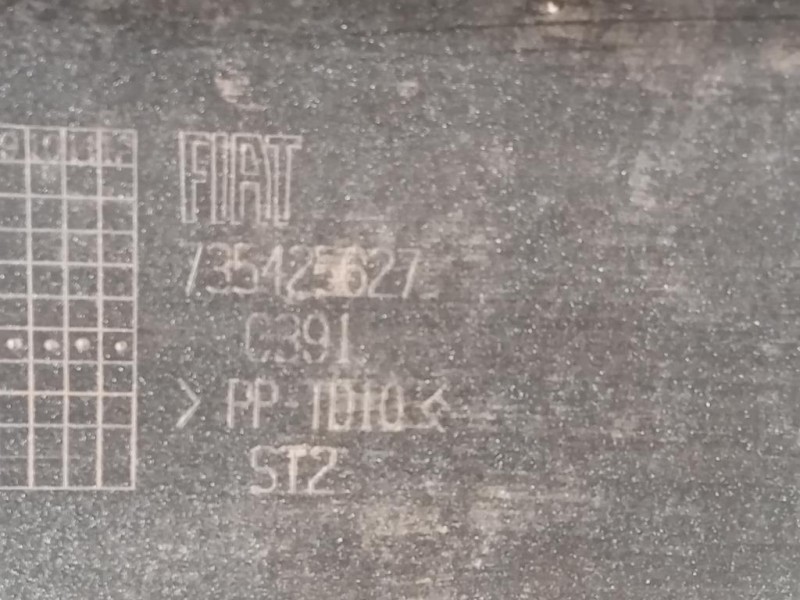 FIAT
735425627
C391
> PP-TD10 <
ST2